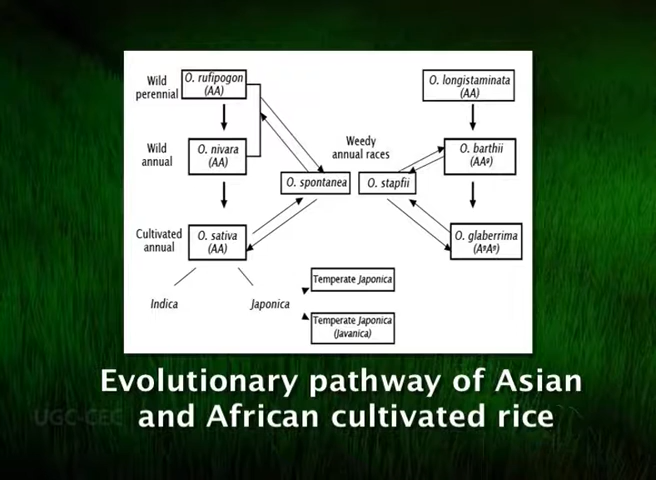 Wild
perennial
O. rufipogon
(AA)
O. longistaminata
(AA)
Wild
annual
O. nivara
(AA)
Weedy
annual races
O. barthii
(AAᵍ)
O. spontanea
O. stapfii
Cultivated
annual
O. sativa
(AA)
O. glaberrima
(AᵍAᵍ)
Indica
Japonica
Temperate Japonica
Temperate Japonica
(Javanica)
Evolutionary pathway of Asian
and African cultivated rice
UGC-CEC